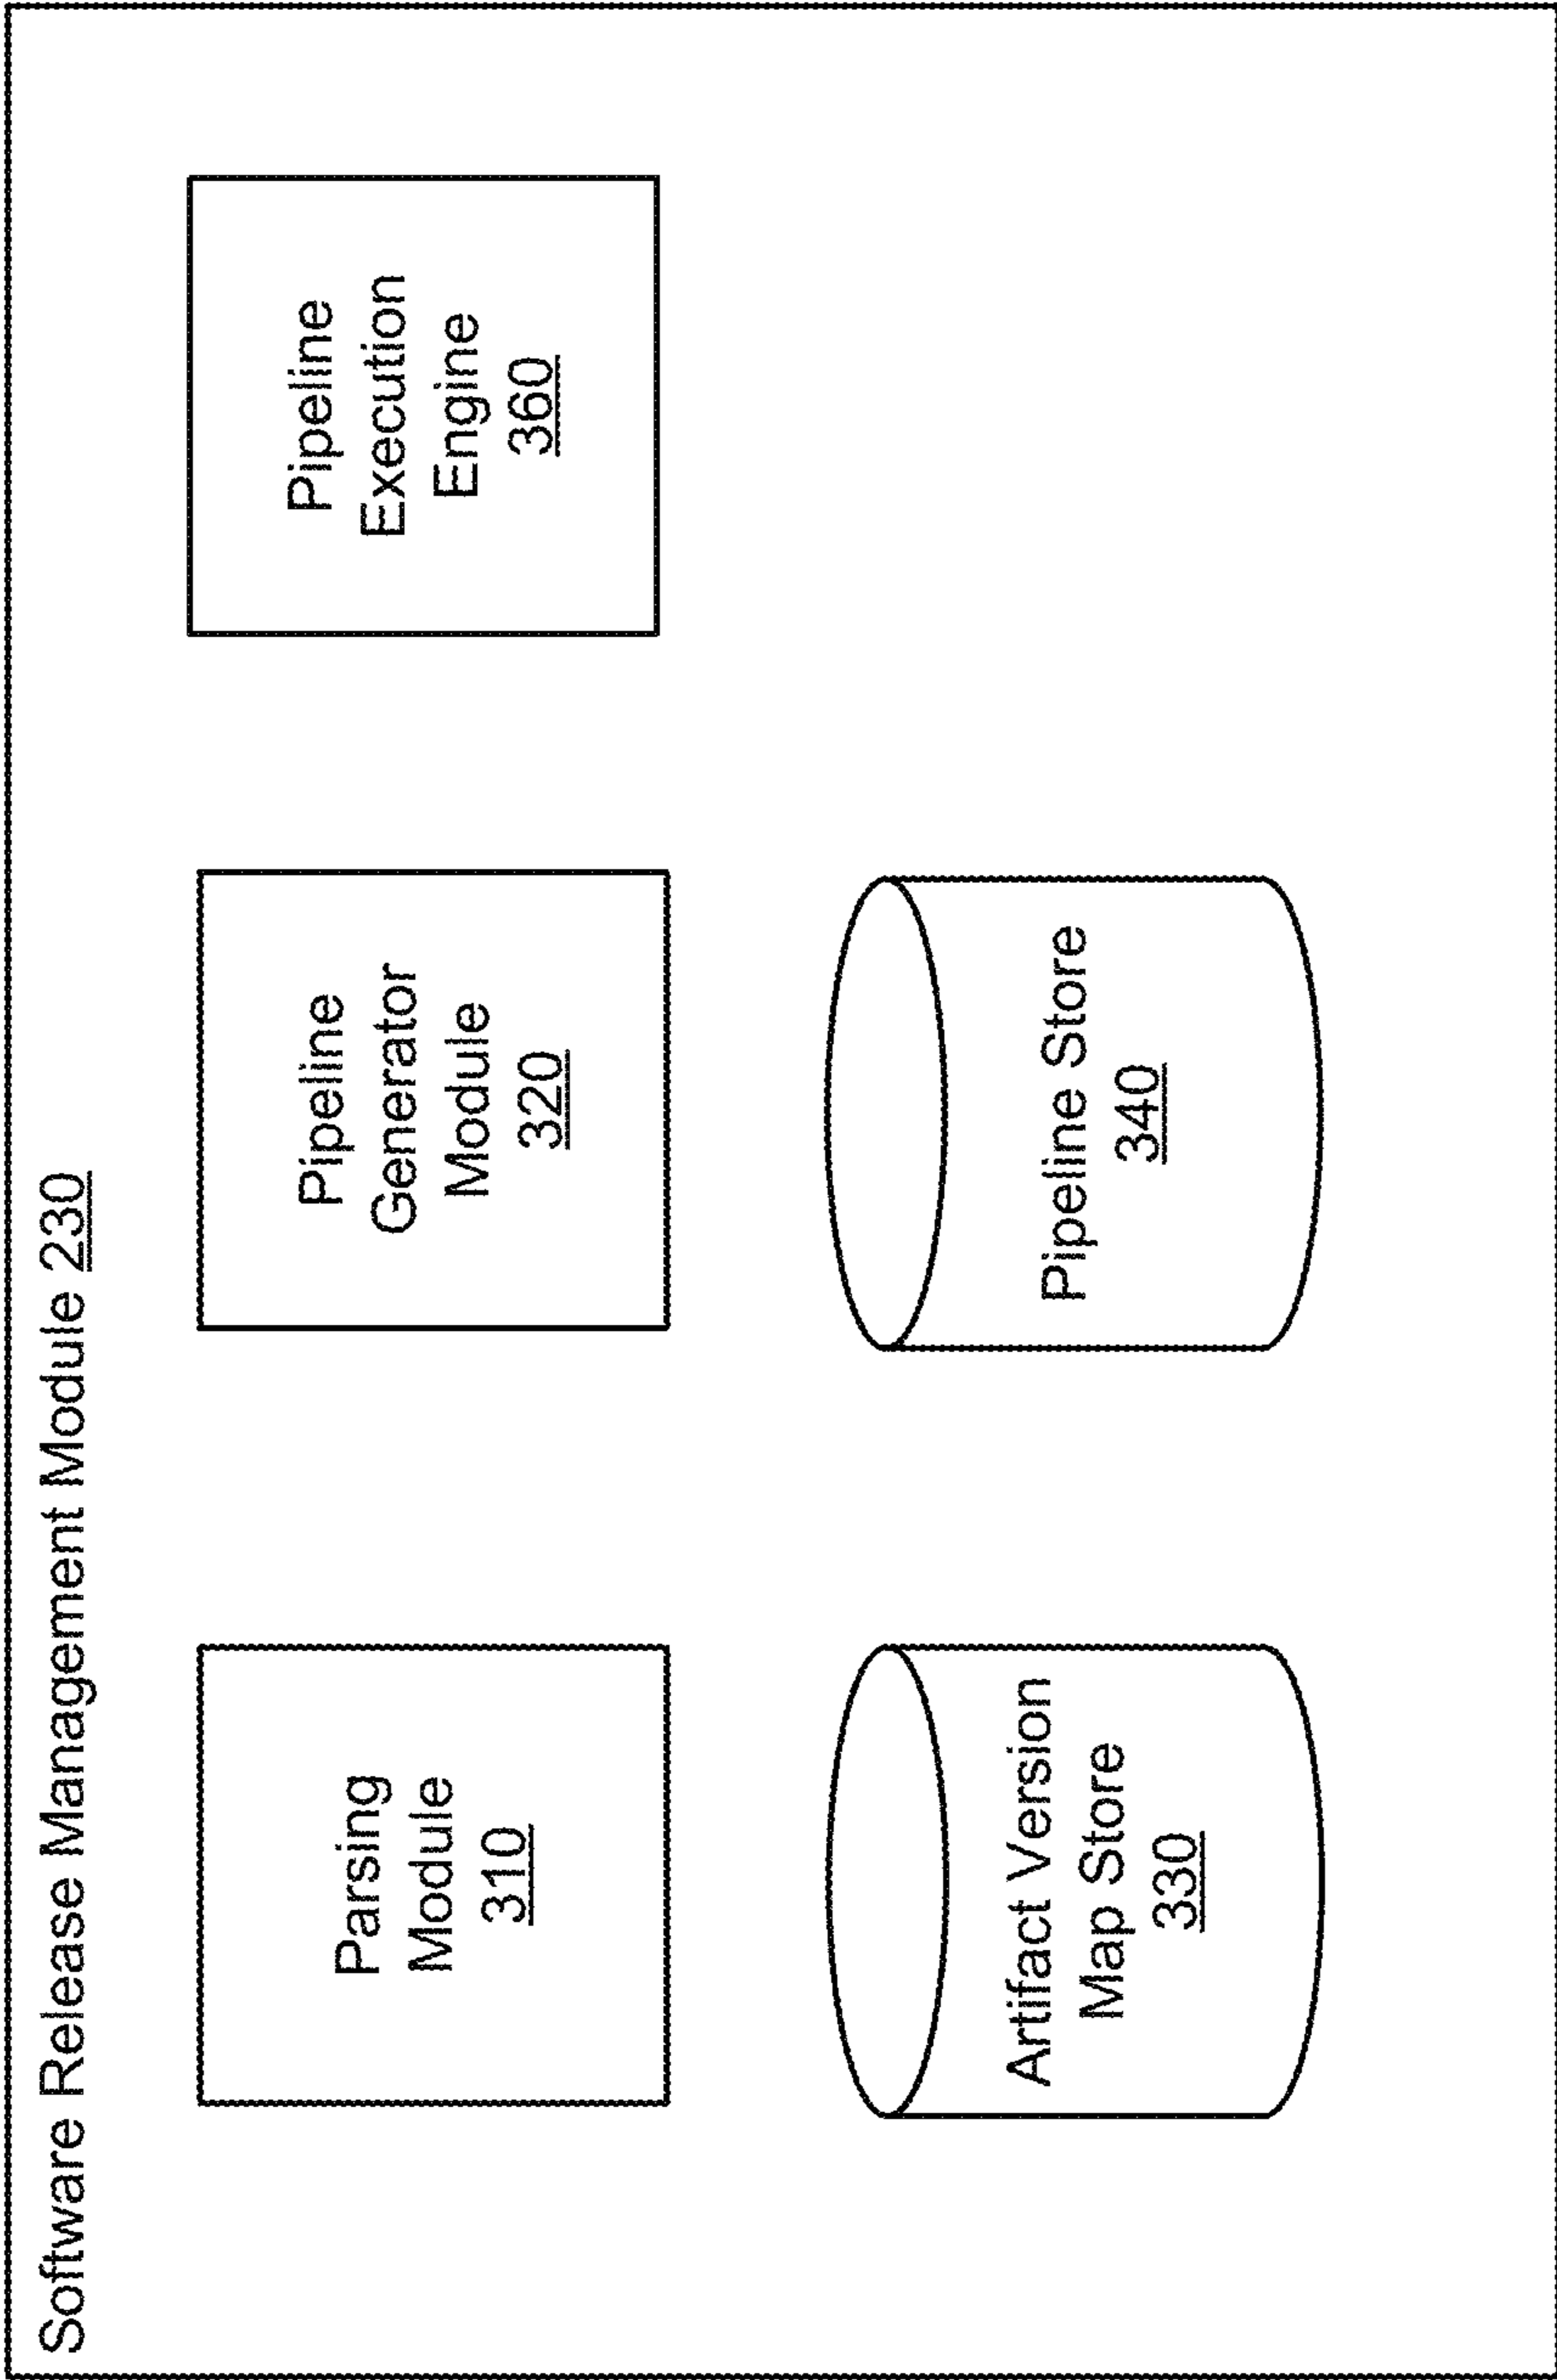 Software Release Management Module 230
Parsing
Module
310
Pipeline
Generator
Module
320
Pipeline
Execution
Engine
360
Artifact Version
Map Store
330
Pipeline Store
340